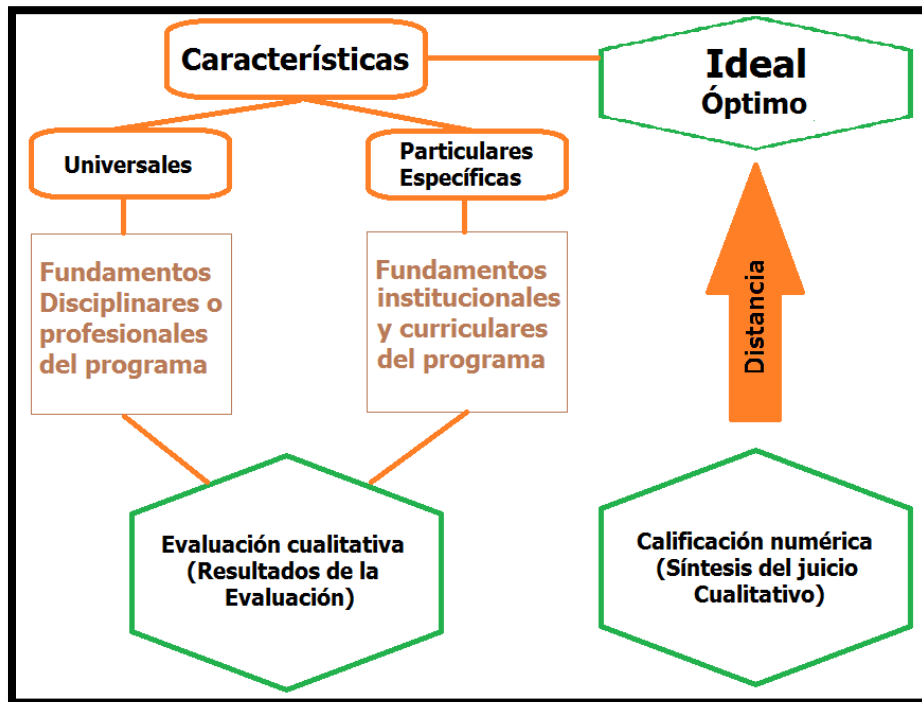 Caracterísficas
Ideal
Óptimo
Universales
Particulares
Específicas
Fundamentos
Disciplinares o
profesionales
del programa
Fundamentos
institucionales
y curriculares
del programa
Distancia
Evaluación cualitativa
(Resultados de la
Evaluación)
Calificación numérica
(Síntesis del juicio
Cualitativo)